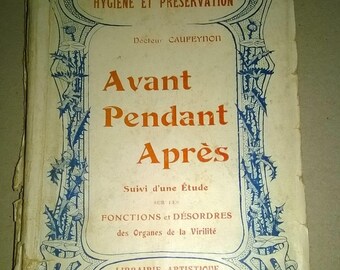 HYGIÈNE ET PRÉSERVATION
Docteur CAUFEYNON
Avant
Pendant
Après
Suivi d'une Étude
SUR LES
FONCTIONS et DÉSORDRES
des Organes de la Virilité
LIBRAIRIE ARTISTIQUE